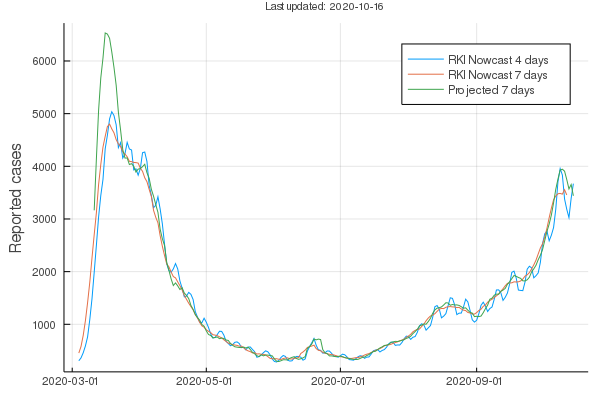 Last updated: 2020-10-16
RKI Nowcast 4 days
RKI Nowcast 7 days
Projected 7 days
Reported cases
6000
5000
4000
3000
2000
1000
2020-03-01 2020-05-01 2020-07-01 2020-09-01